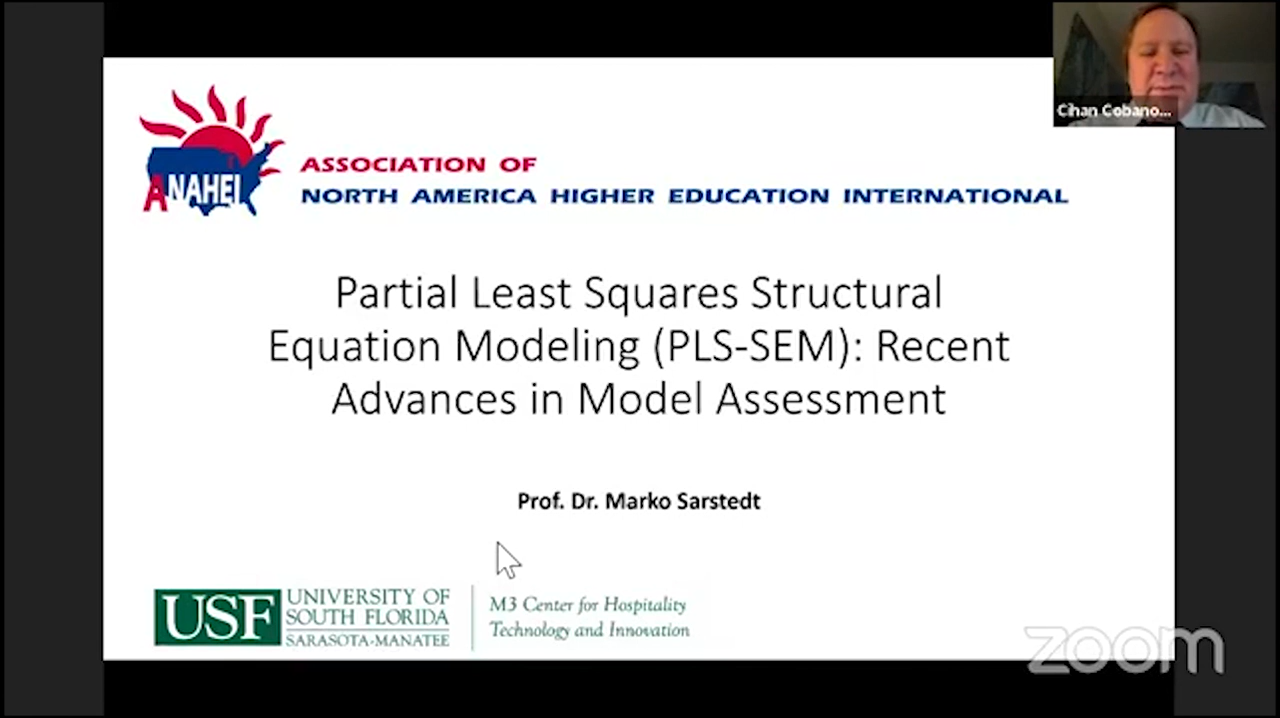 Cihan Cobano...
ANAHEI
ASSOCIATION OF
NORTH AMERICA HIGHER EDUCATION INTERNATIONAL
Partial Least Squares Structural
Equation Modeling (PLS-SEM): Recent
Advances in Model Assessment
Prof. Dr. Marko Sarstedt
USF
UNIVERSITY OF
SOUTH FLORIDA
SARASOTA-MANATEE
M3 Center for Hospitality
Technology and Innovation
zoom